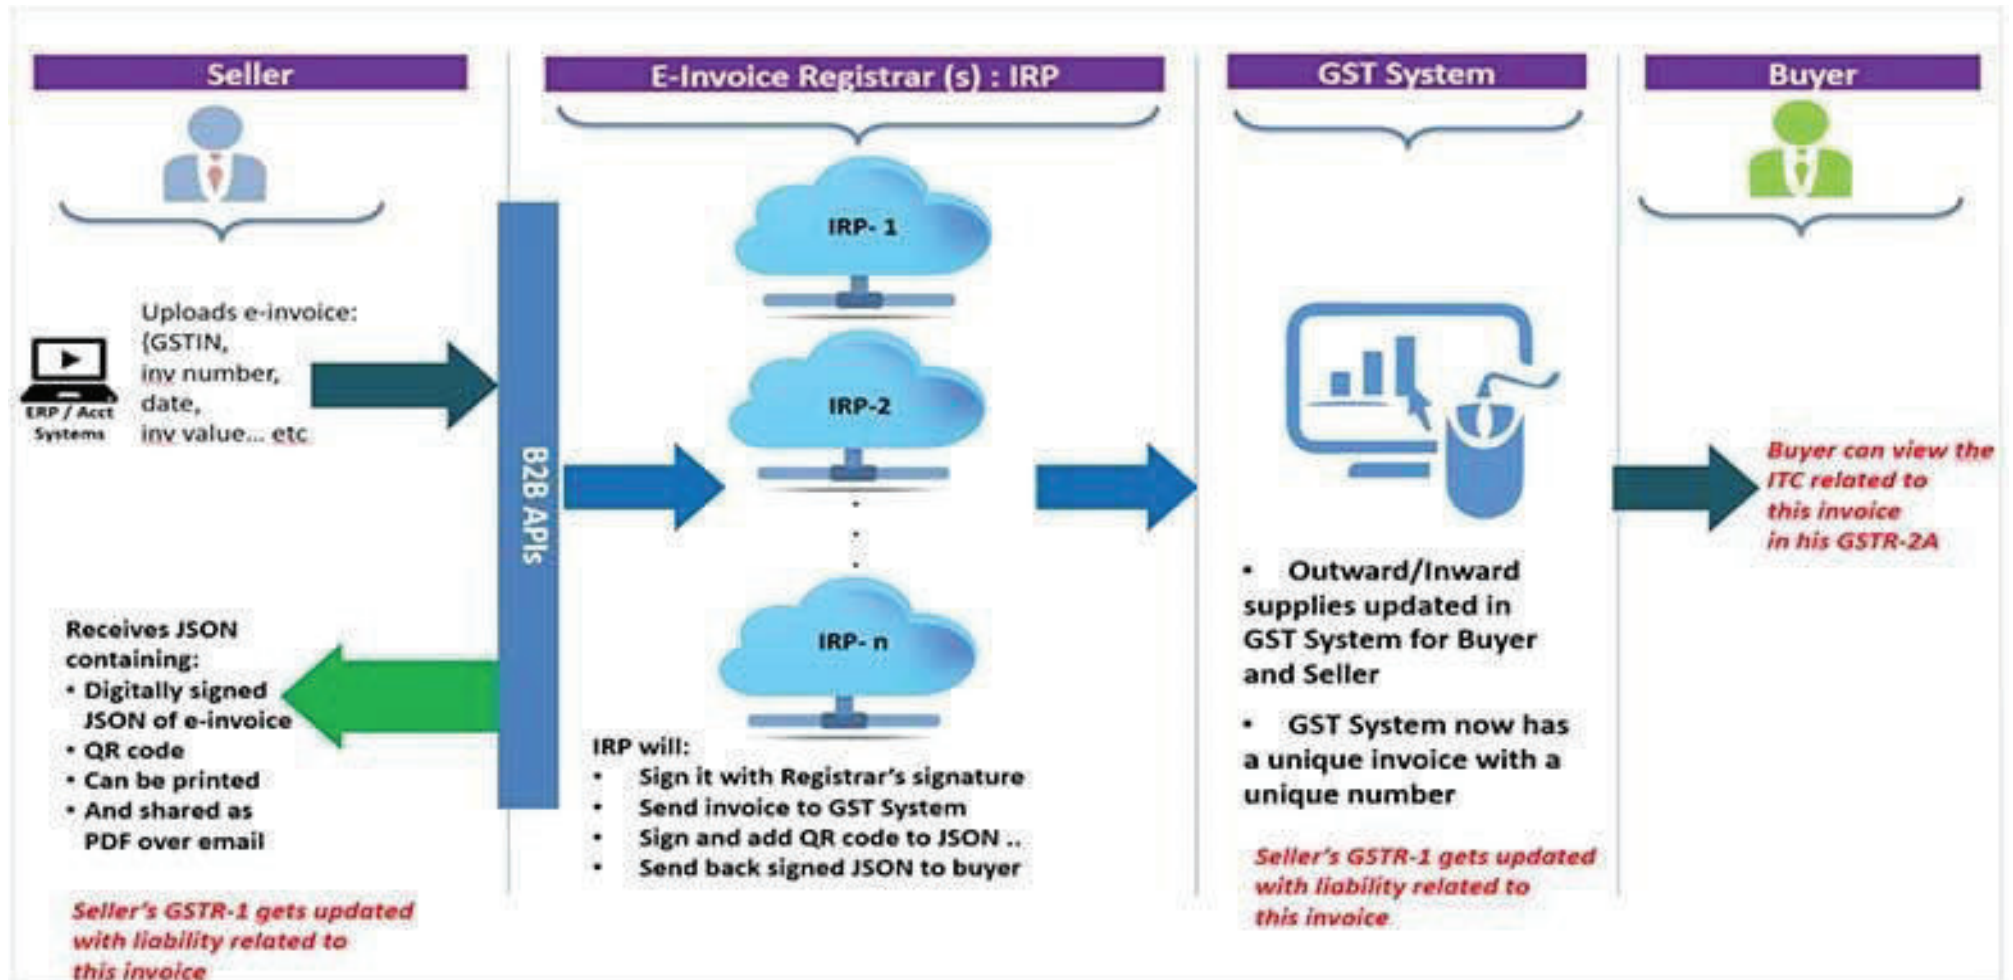 Seller
E-Invoice Registrar (s) : IRP
GST System
Buyer
ERP / Acct
Systems
Uploads e-invoice:
{GSTIN,
inv number,
date,
inv value... etc
B2B APIs
Receives JSON
containing:
• Digitally signed
JSON of e-invoice
• QR code
• Can be printed
• And shared as
PDF over email
Seller's GSTR-1 gets updated
with liability related to
this invoice
IRP- 1
IRP-2
IRP- n
IRP will:
• Sign it with Registrar's signature
• Send invoice to GST System
• Sign and add QR code to JSON ..
• Send back signed JSON to buyer
• Outward/Inward
supplies updated in
GST System for Buyer
and Seller
• GST System now has
a unique invoice with a
unique number
Seller's GSTR-1 gets updated
with liability related to
this invoice
Buyer can view the
ITC related to
this invoice
in his GSTR-2A